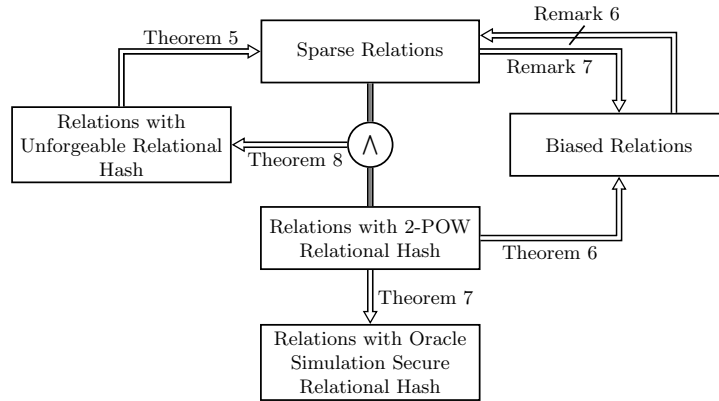 Remark 6
Theorem 5
Sparse Relations
Remark 7
Relations with
Unforgeable Relational
Hash
Theorem 8
∧
Biased Relations
Relations with 2-POW
Relational Hash
Theorem 6
Theorem 7
Relations with Oracle
Simulation Secure
Relational Hash